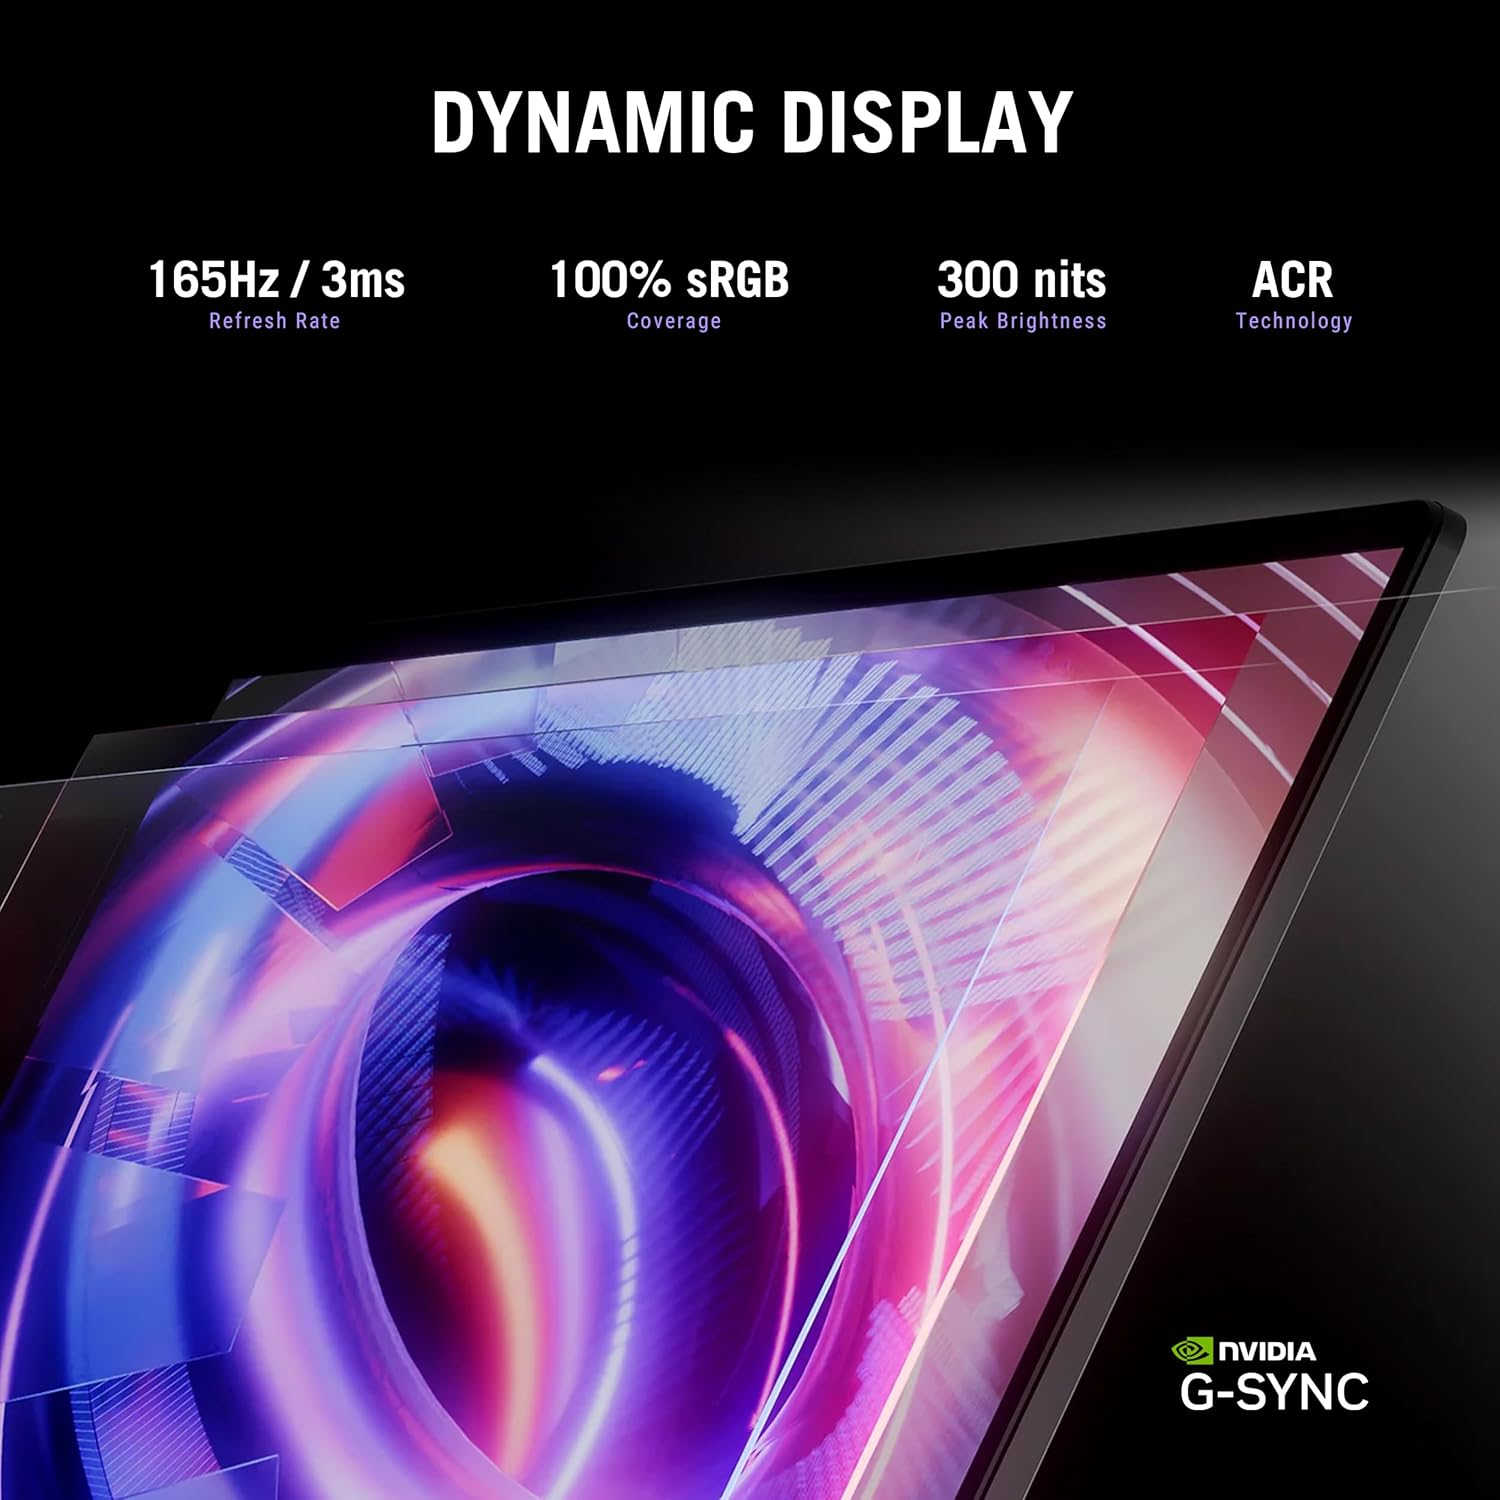 DYNAMIC DISPLAY
165Hz / 3ms
Refresh Rate
100% sRGB
Coverage
300 nits
Peak Brightness
ACR
Technology
NVIDIA
G-SYNC